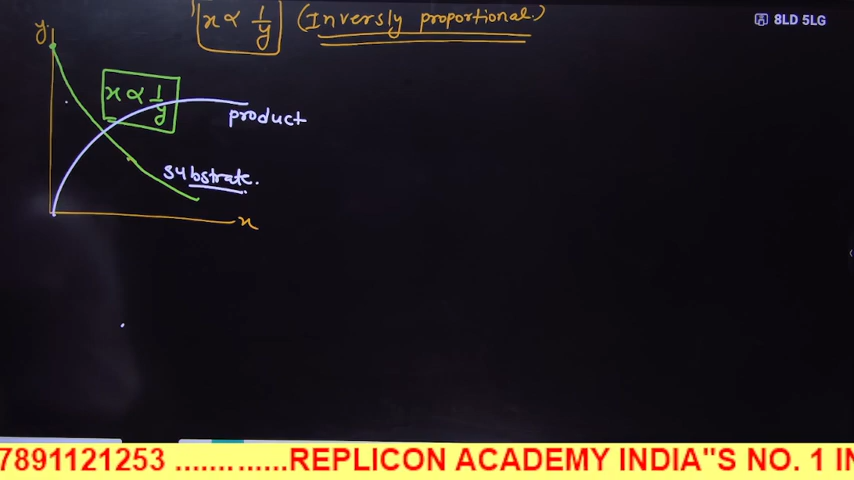 x ∝ 1/y (Inversly proportional.)
8LD 5LG
y
x ∝ 1/y
product
substrate.
x
7891121253 .............REPLICON ACADEMY INDIA"S NO. 1 IN